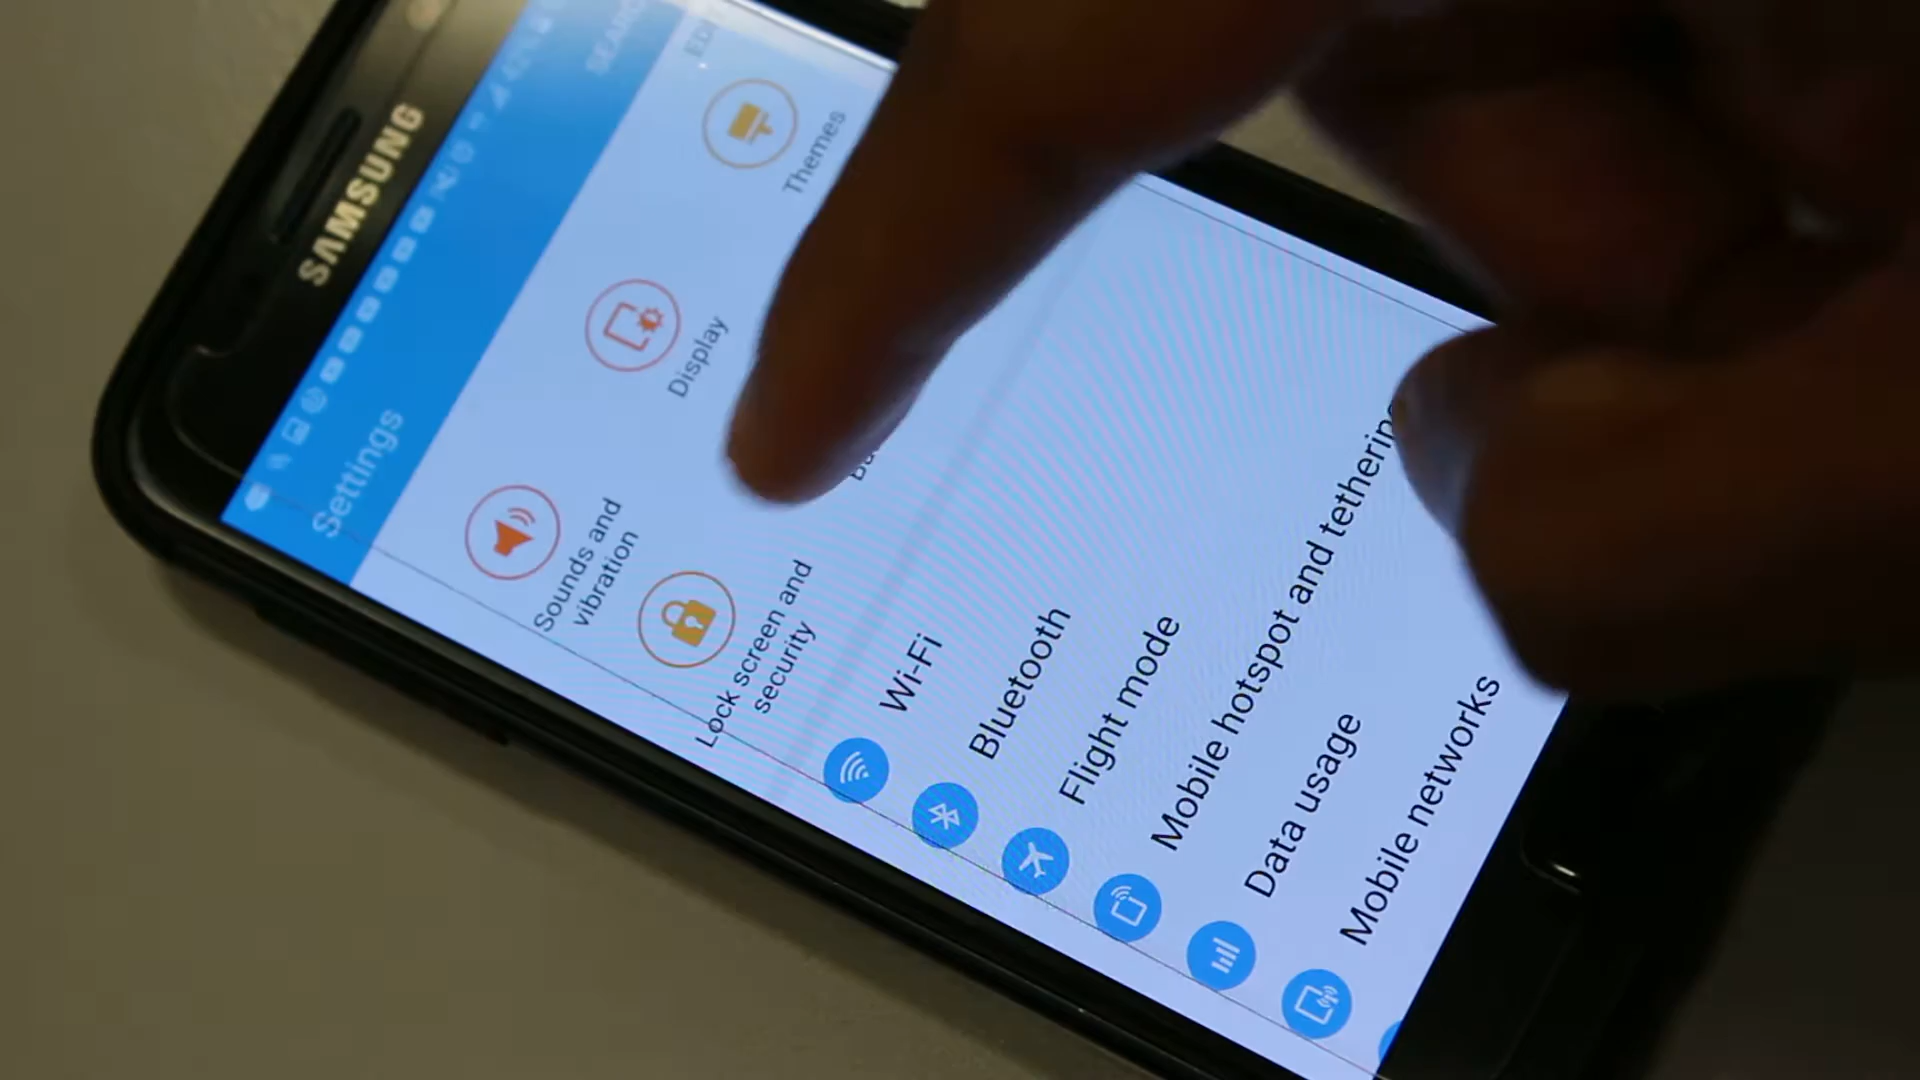 SAMSUNG
Settings
Sounds and
vibration
Display
Themes
Lock screen and
security
Wi-Fi
Bluetooth
Flight mode
Mobile hotspot and tethering
Data usage
Mobile networks